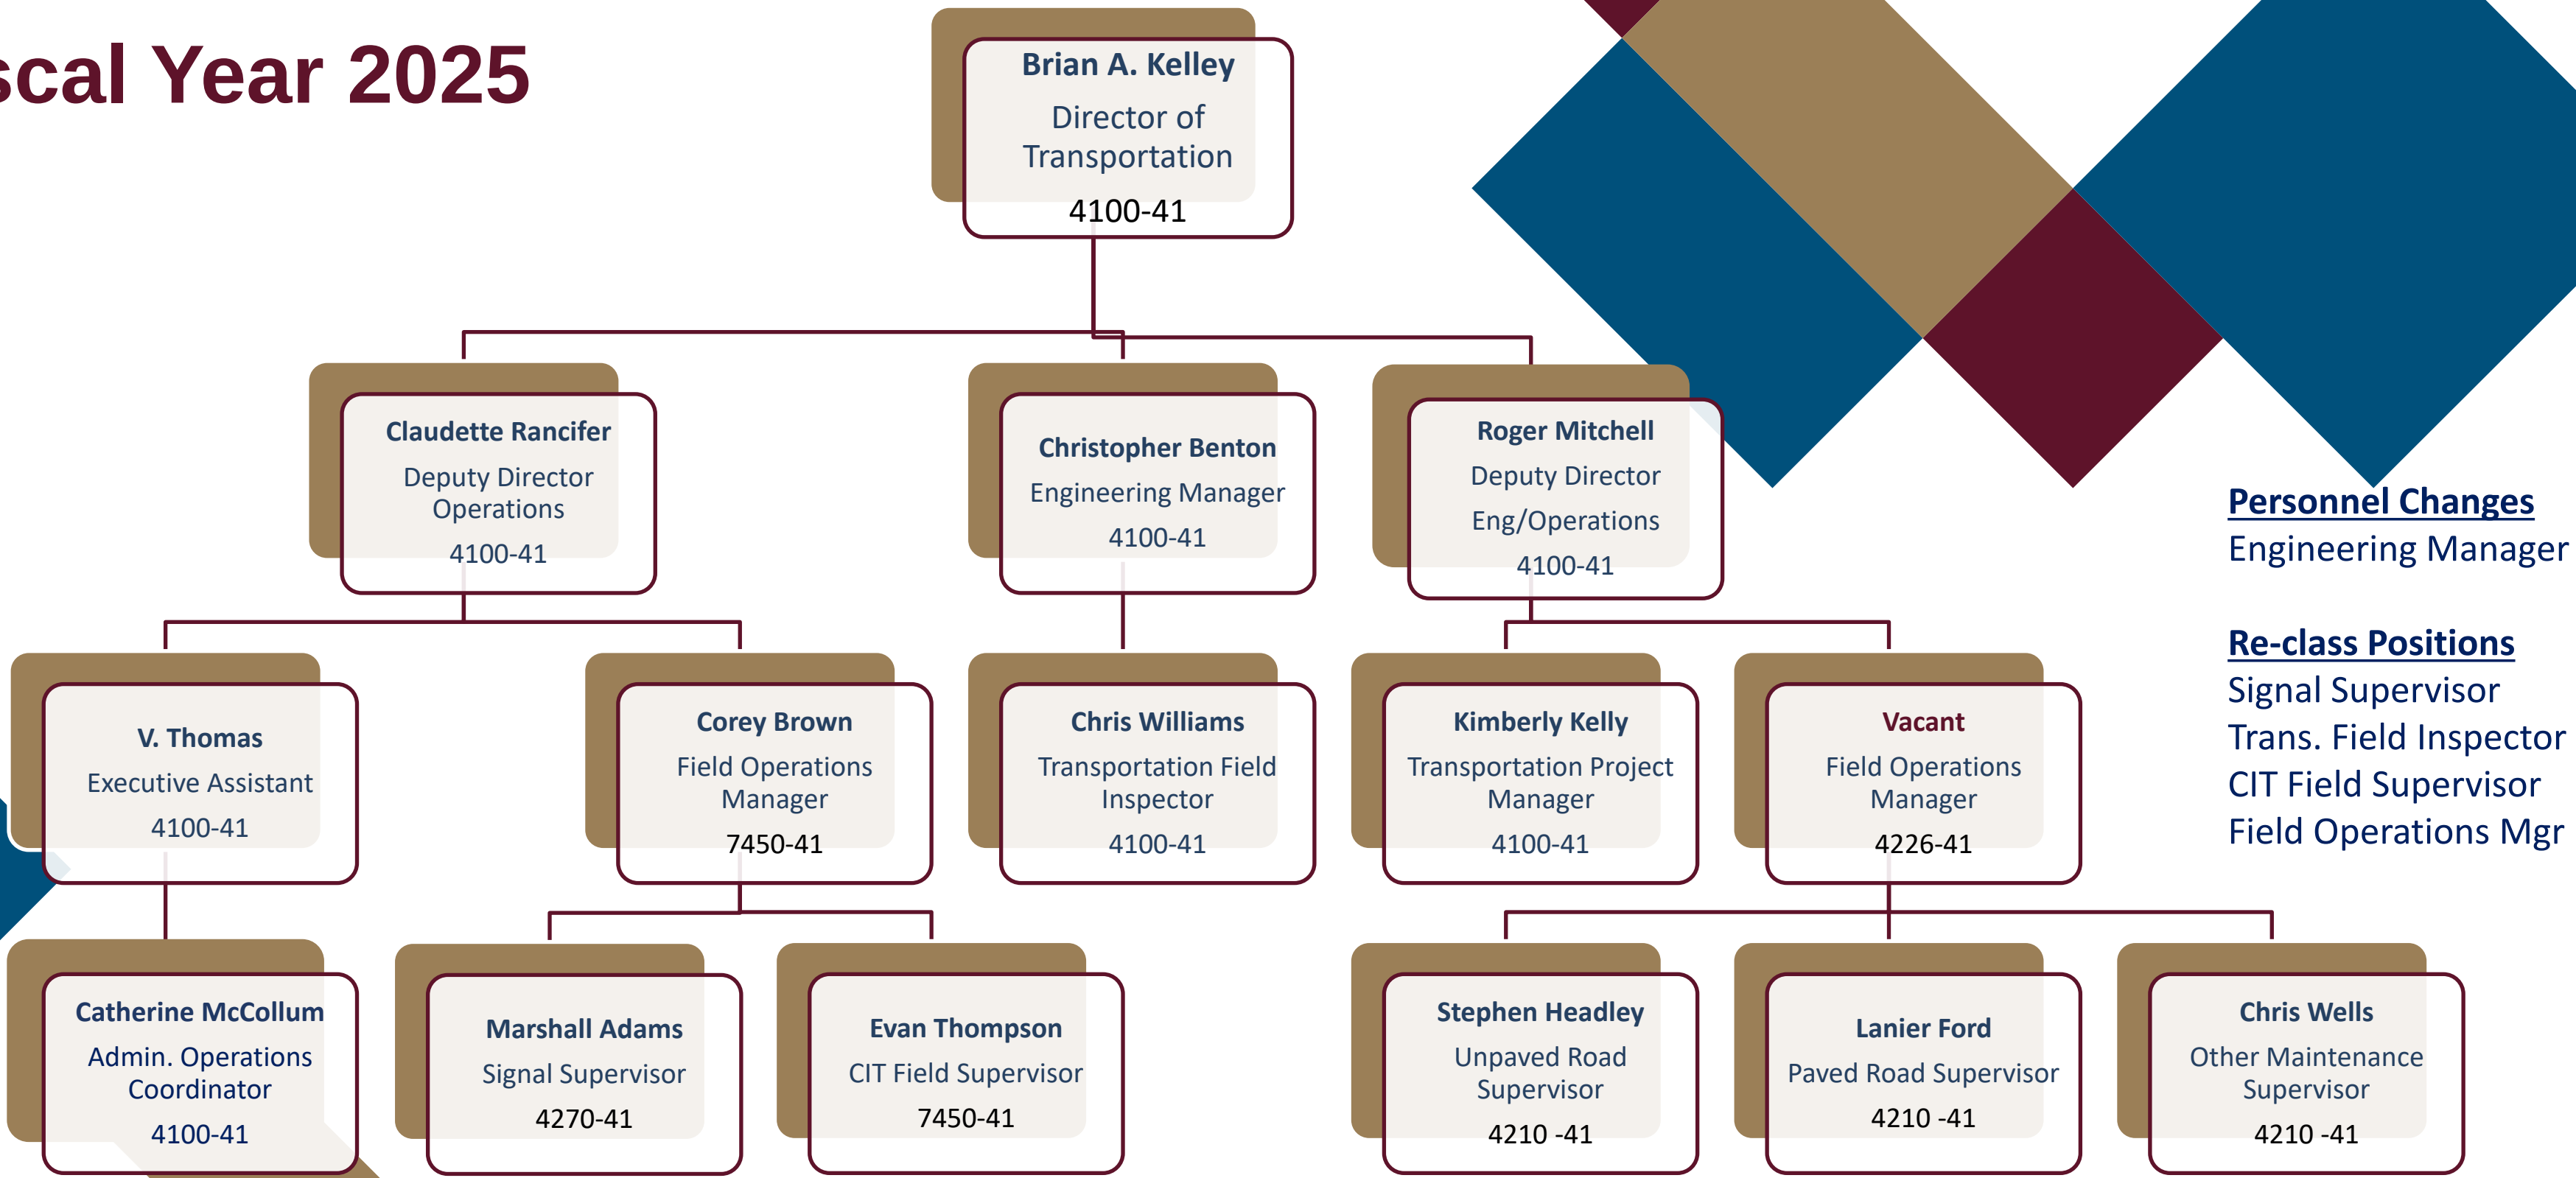 scal Year 2025
Brian A. Kelley
Director of
Transportation
4100-41
Claudette Rancifer
Deputy Director
Operations
4100-41
Christopher Benton
Engineering Manager
4100-41
Roger Mitchell
Deputy Director
Eng/Operations
4100-41
Personnel Changes
Engineering Manager
Re-class Positions
Signal Supervisor
Trans. Field Inspector
CIT Field Supervisor
Field Operations Mgr
V. Thomas
Executive Assistant
4100-41
Corey Brown
Field Operations
Manager
7450-41
Chris Williams
Transportation Field
Inspector
4100-41
Kimberly Kelly
Transportation Project
Manager
4100-41
Vacant
Field Operations
Manager
4226-41
Catherine McCollum
Admin. Operations
Coordinator
4100-41
Marshall Adams
Signal Supervisor
4270-41
Evan Thompson
CIT Field Supervisor
7450-41
Stephen Headley
Unpaved Road
Supervisor
4210 -41
Lanier Ford
Paved Road Supervisor
4210 -41
Chris Wells
Other Maintenance
Supervisor
4210 -41